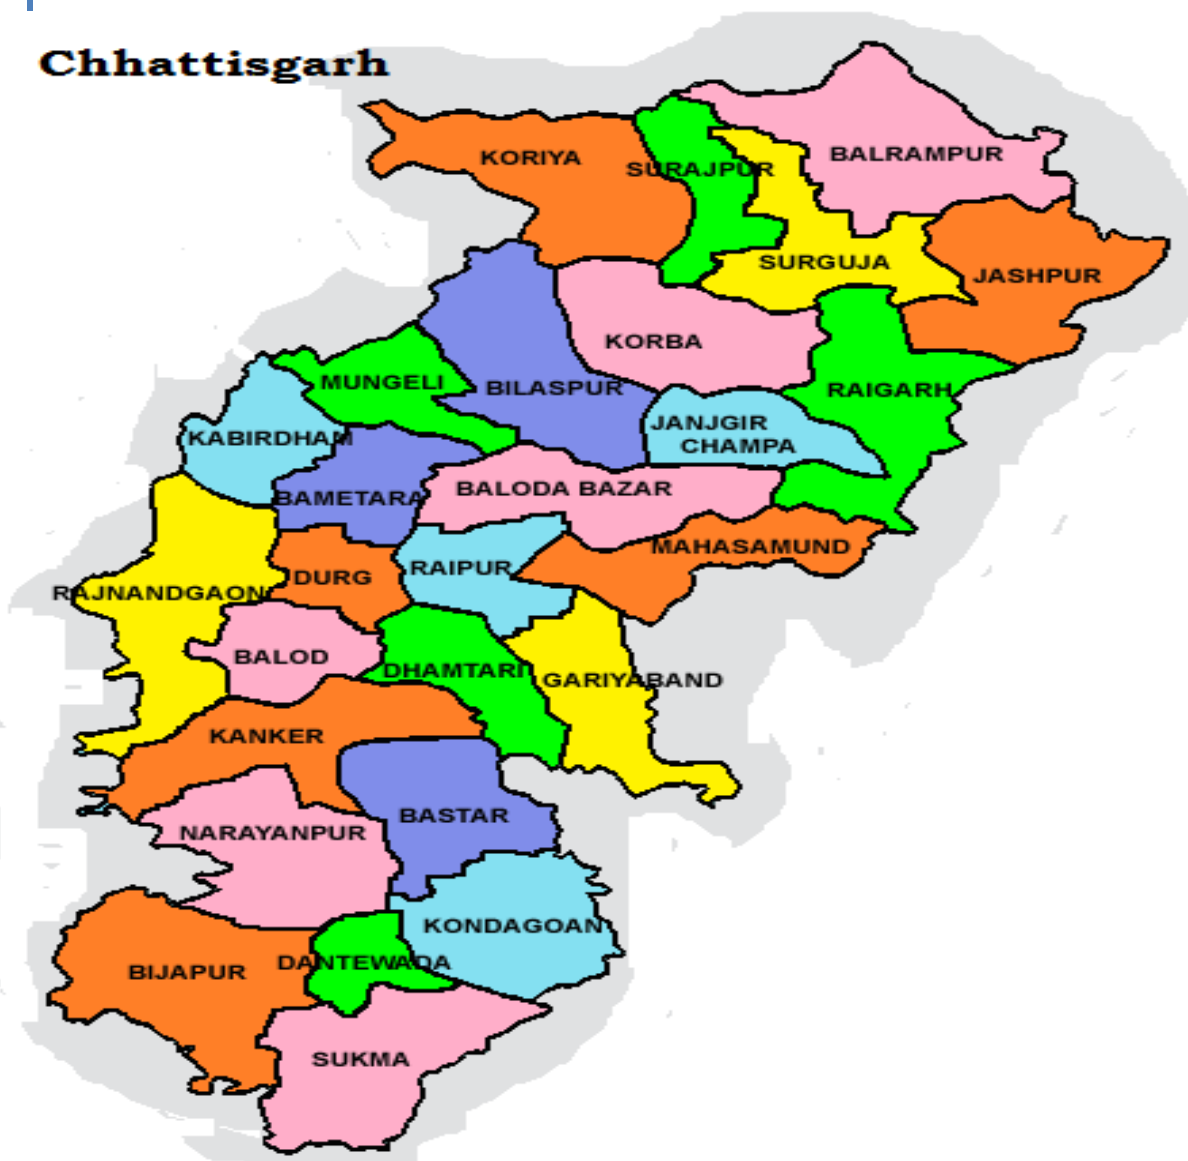 Chhattisgarh
BALRAMPUR
KORIYA
SURAJPUR
SURGUJA
JASHPUR
KORBA
MUNGELI
BILASPUR
RAIGARH
JANJGIR
CHAMPA
KABIRDHAM
BAMETARA
BALODA BAZAR
MAHASAMUND
RAIPUR
DURG
RAJNANDGAON
BALOD
DHAMTARI
GARIYABAND
KANKER
BASTAR
NARAYANPUR
KONDAGOAN
DANTEWADA
BIJAPUR
SUKMA